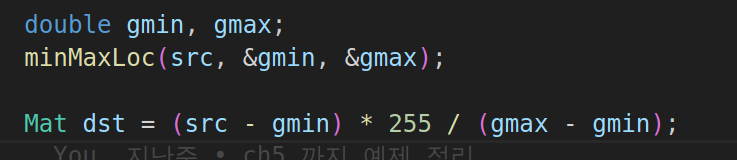 double gmin, gmax;
minMaxLoc(src, &gmin, &gmax);
Mat dst = (src - gmin) * 255 / (gmax - gmin);
You, 지난주 • ch5 까지 예제 정리